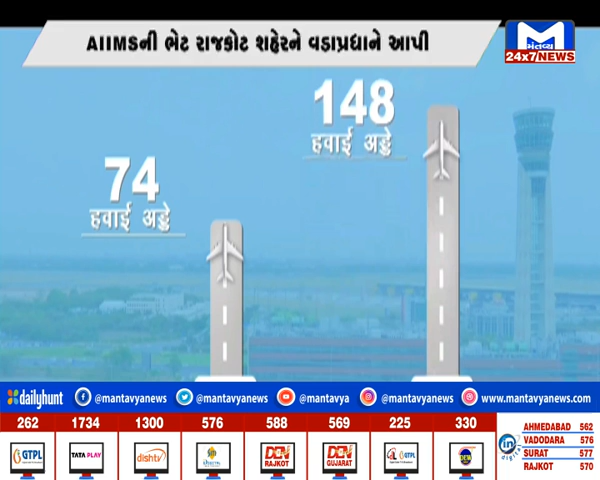 AIIMSની ભેટ રાજકોટ શહેરને વડાપ્રધાને આપી
મંતવ્ય
24x7NEWS
148
हवाई अड्डे
74
हवाई अड्डे
dailyhunt @mantavyanews @mantavyanews @mantavya @mantavyanews www.mantavyanews.com
262 1734 1300 576 588 569 225 330
GTPL TATA PLAY dishtv DEN RAJKOT DEN GUJARAT GTPL
in digital
AHMEDABAD 562
VADODARA 576
SURAT 577
RAJKOT 570